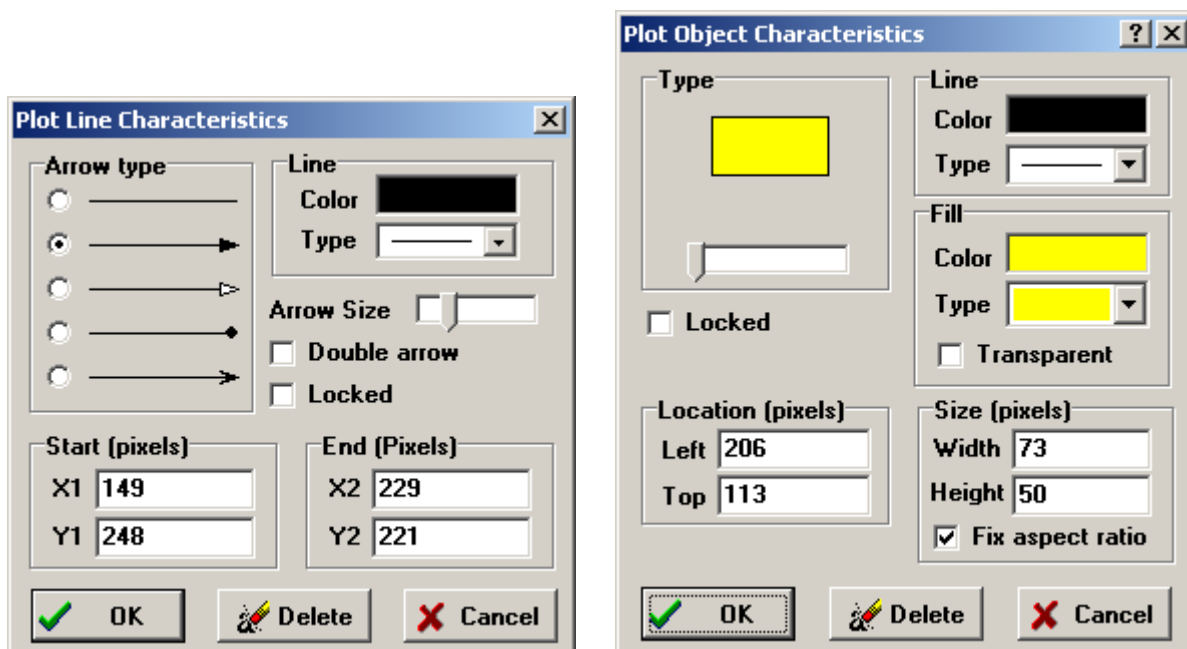 Plot Line Characteristics
Arrow type
Line
Color
Type
Arrow Size
Double arrow
Locked
Start (pixels)
X1 149
Y1 248
End (Pixels)
X2 229
Y2 221
OK
Delete
Cancel
Plot Object Characteristics
Type
Locked
Line
Color
Type
Fill
Color
Type
Transparent
Location (pixels)
Left 206
Top 113
Size (pixels)
Width 73
Height 50
Fix aspect ratio
OK
Delete
Cancel